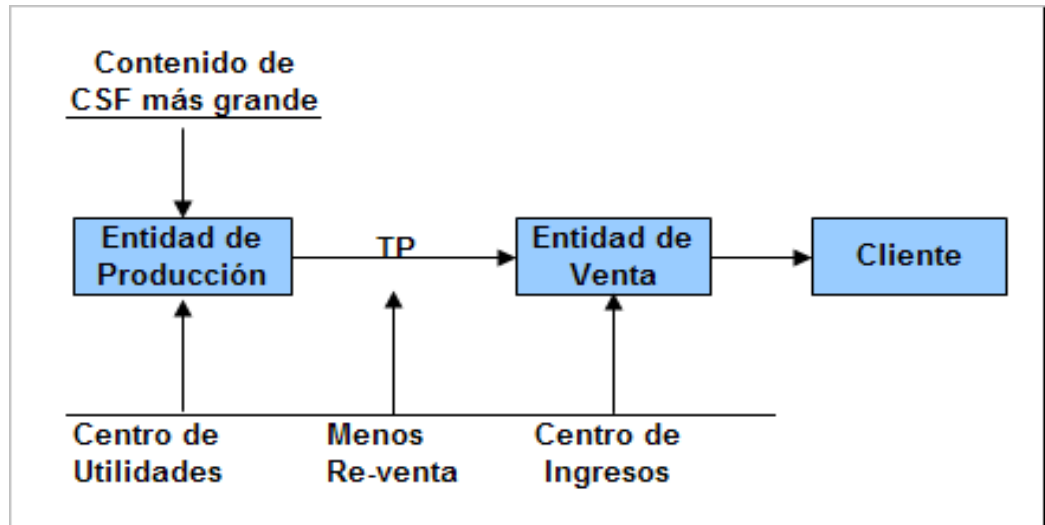 Contenido de
CSF más grande
Entidad de
Producción
TP
Entidad de
Venta
Cliente
Centro de
Utilidades
Menos
Re-venta
Centro de
Ingresos